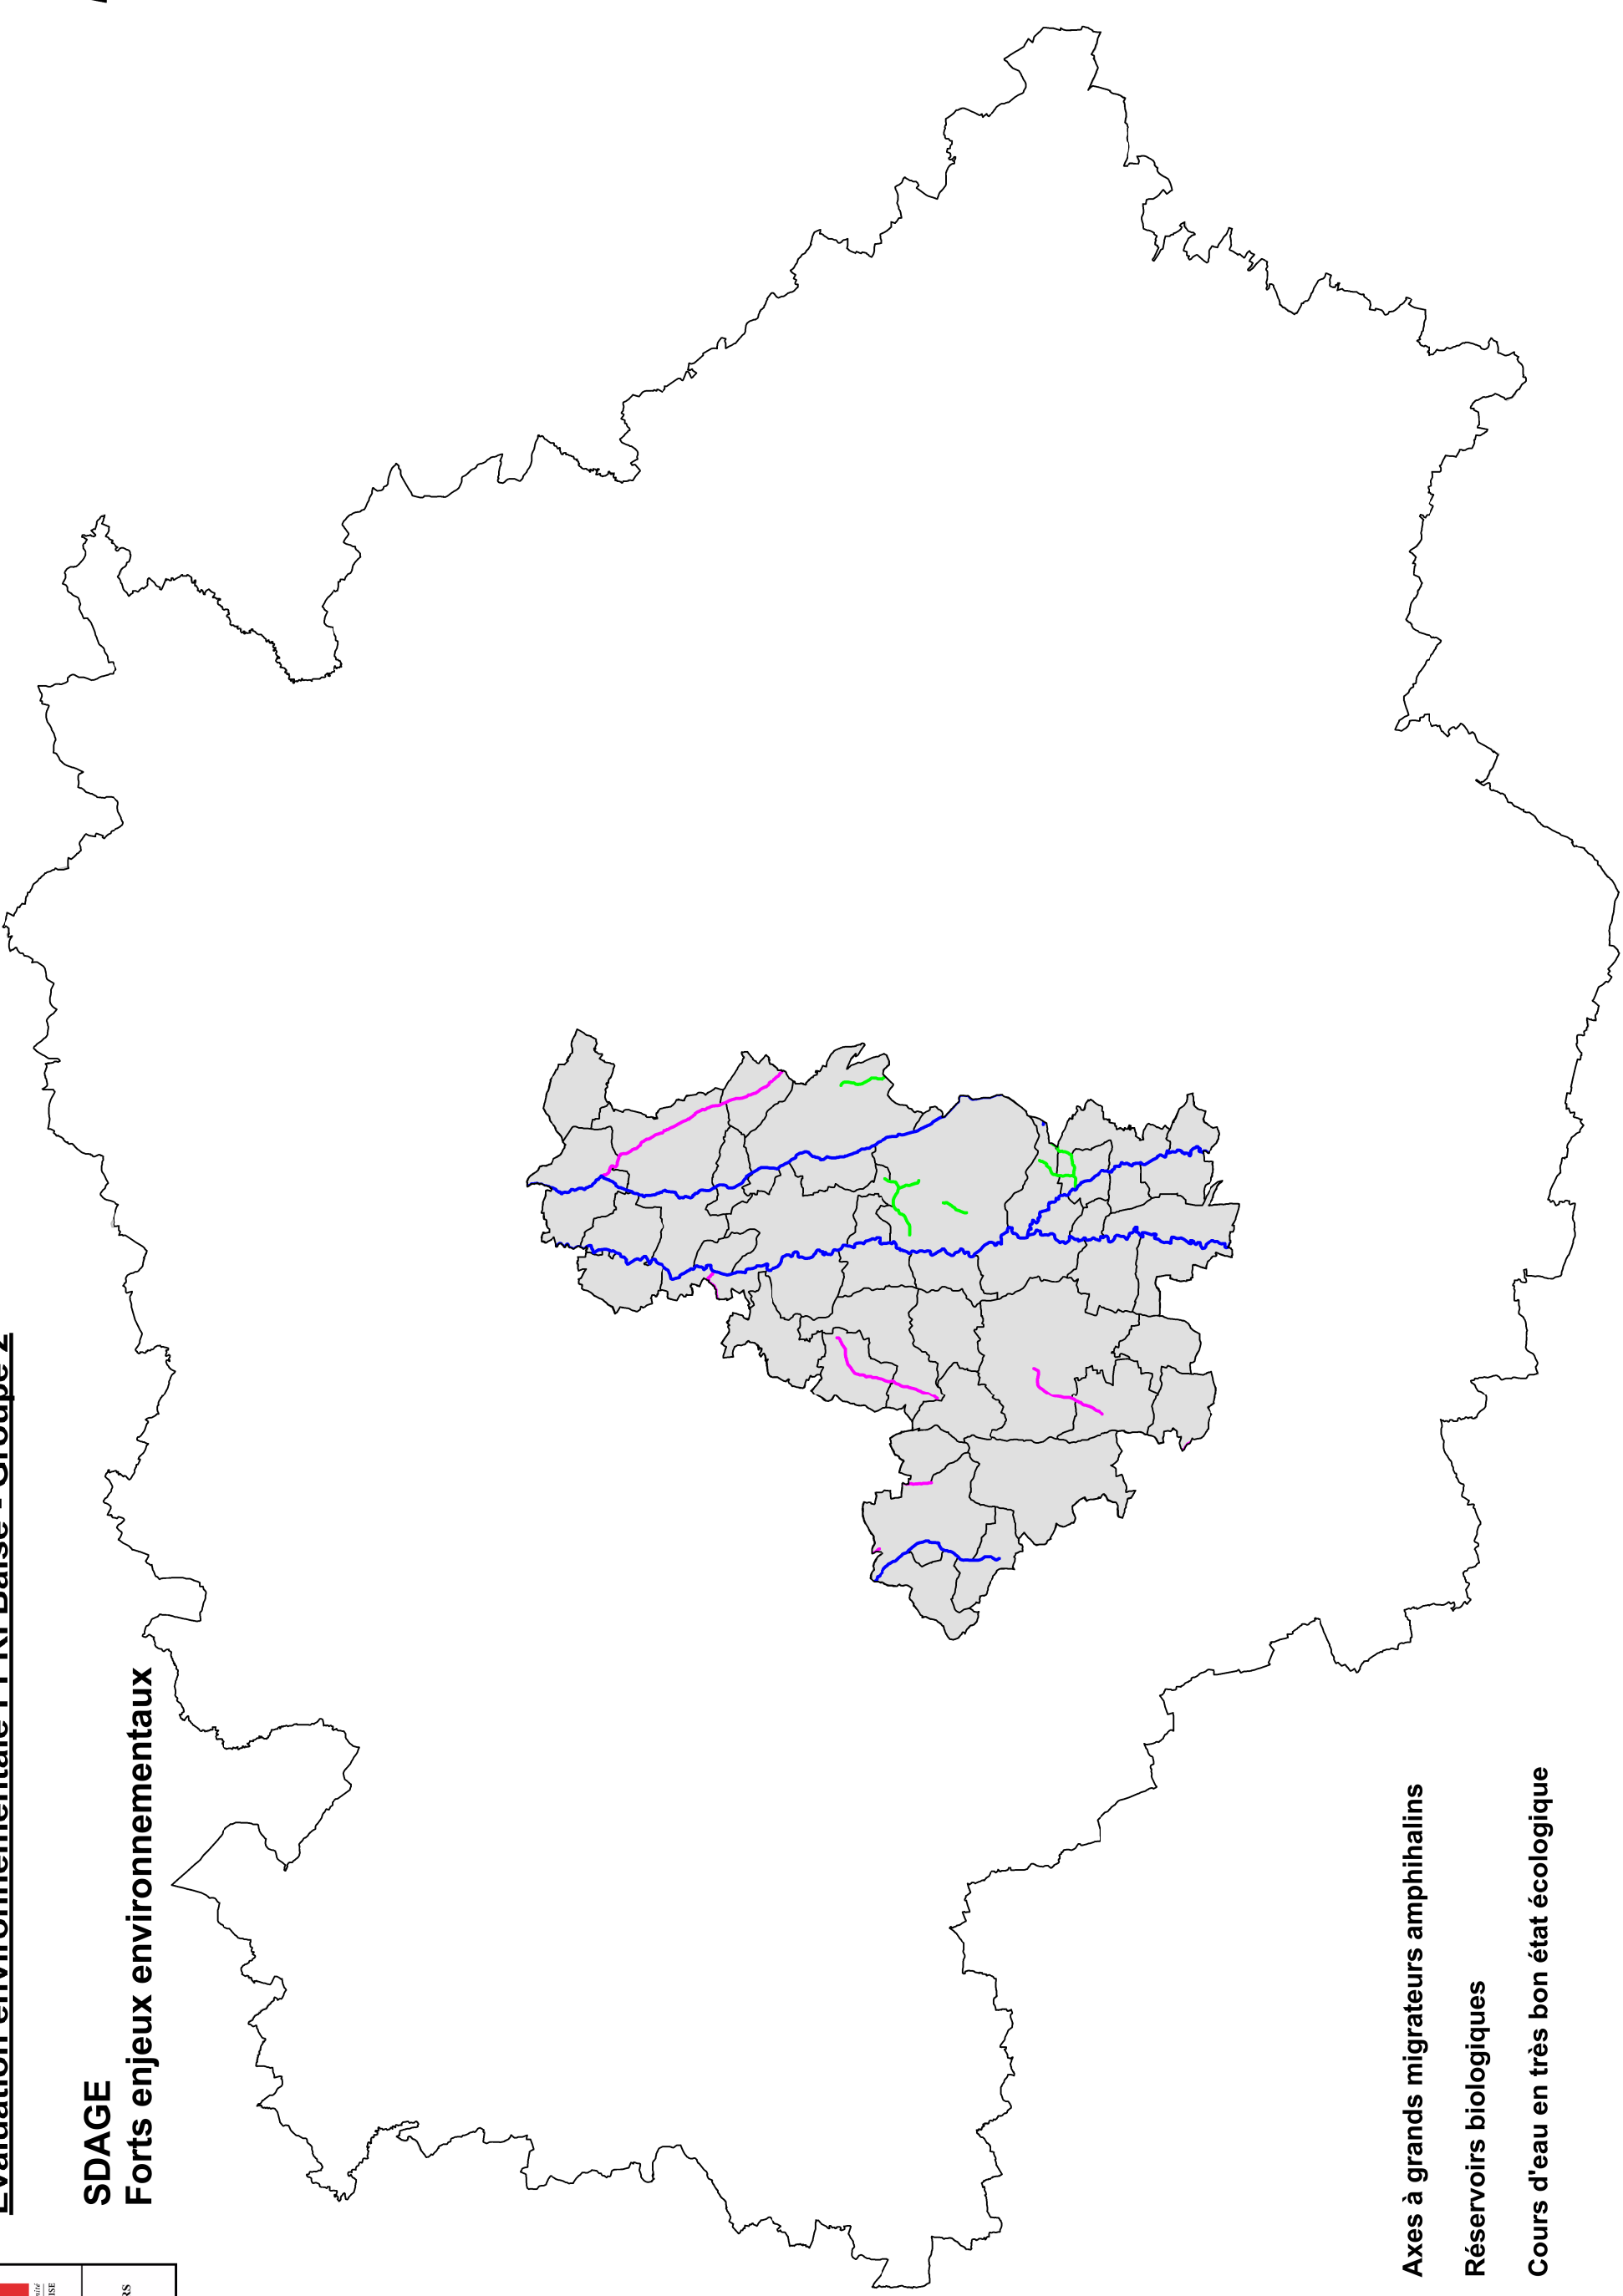 Evaluation environnementale PPRI Baïse - Groupe 2
SDAGE
Forts enjeux environnementaux
Axes à grands migrateurs amphihalins
Réservoirs biologiques
Cours d'eau en très bon état écologique